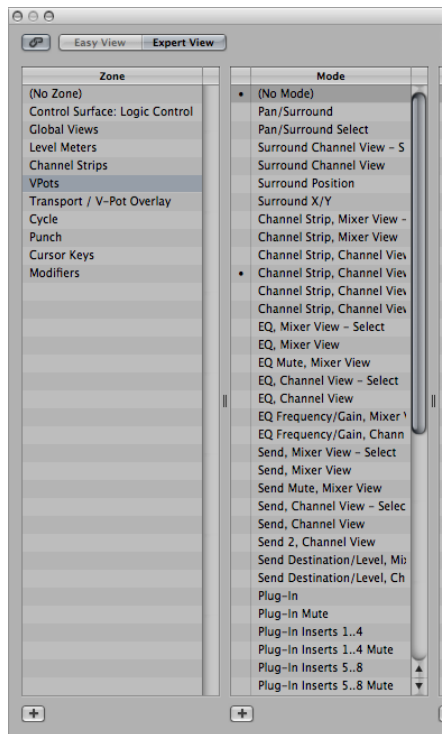 Easy View Expert View
Zone
(No Zone)
Control Surface: Logic Control
Global Views
Level Meters
Channel Strips
VPots
Transport / V-Pot Overlay
Cycle
Punch
Cursor Keys
Modifiers
Mode
• (No Mode)
Pan/Surround
Pan/Surround Select
Surround Channel View – S
Surround Channel View
Surround Position
Surround X/Y
Channel Strip, Mixer View –
Channel Strip, Mixer View
Channel Strip, Channel Viev
• Channel Strip, Channel Viev
Channel Strip, Channel Viev
Channel Strip, Channel Viev
EQ, Mixer View – Select
EQ, Mixer View
EQ Mute, Mixer View
EQ, Channel View – Select
EQ, Channel View
EQ Frequency/Gain, Mixer
EQ Frequency/Gain, Chann
Send, Mixer View – Select
Send, Mixer View
Send Mute, Mixer View
Send, Channel View – Selec
Send, Channel View
Send 2, Channel View
Send Destination/Level, Mi
Send Destination/Level, Ch
Plug-In
Plug-In Mute
Plug-In Inserts 1..4
Plug-In Inserts 1..4 Mute
Plug-In Inserts 5..8
Plug-In Inserts 5..8 Mute